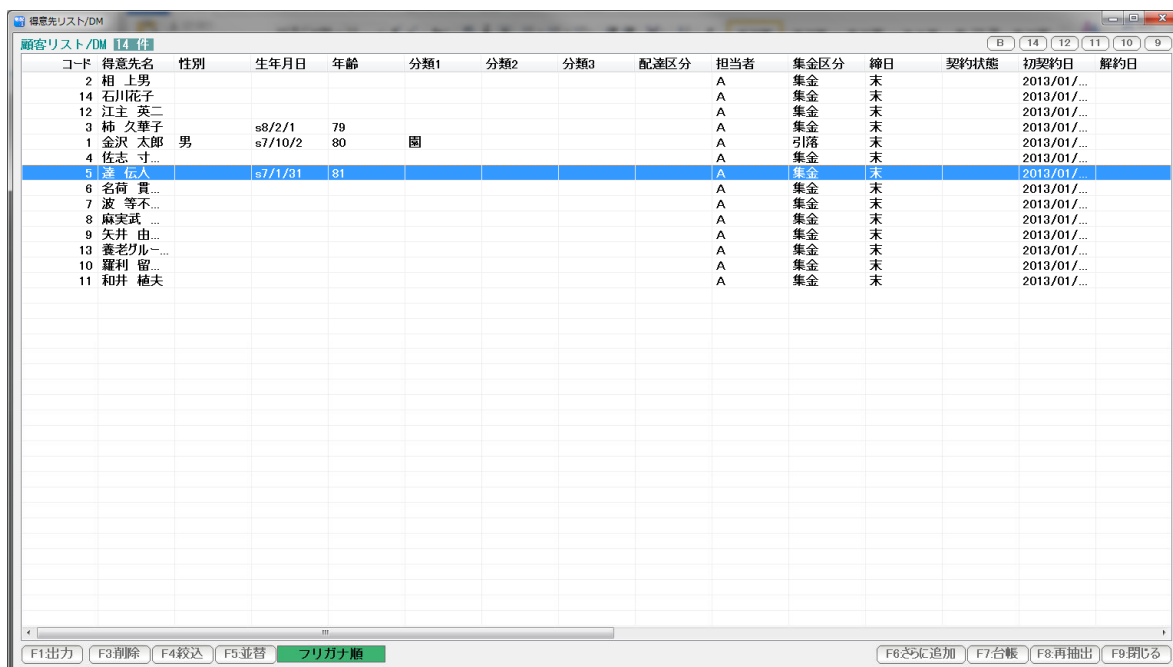 得意先リスト/DM
顧客リスト/DM 14 件 B 14 12 11 10 9
コード 得意先名 性別 生年月日 年齢 分類1 分類2 分類3 配達区分 担当者 集金区分 締日 契約状態 初契約日 解約日
2 相 上男 A 集金 末 2013/01/...
14 石川花子 A 集金 末 2013/01/...
12 江主 英二 A 集金 末 2013/01/...
3 柿 久華子 s8/2/1 79 A 集金 末 2013/01/...
1 金沢 太郎 男 s7/10/2 80 園 A 引落 末 2013/01/...
4 佐志 寸... A 集金 末 2013/01/...
5 達 伝人 s7/1/31 81 A 集金 末 2013/01/...
6 名荷 貫... A 集金 末 2013/01/...
7 波 等不... A 集金 末 2013/01/...
8 麻実武 ... A 集金 末 2013/01/...
9 矢井 由... A 集金 末 2013/01/...
13 養老グルー... A 集金 末 2013/01/...
10 羅利 留... A 集金 末 2013/01/...
11 和井 植夫 A 集金 末 2013/01/...
F1:出力 F3:削除 F4:絞込 F5:並替 フリガナ順 F6:さらに追加 F7:台帳 F8:再抽出 F9:閉じる